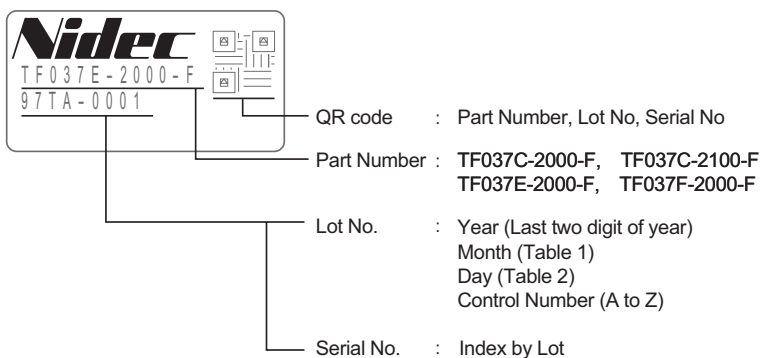 Nidec
TF037E-2000-F
97TA-0001
QR code : Part Number, Lot No, Serial No
Part Number : TF037C-2000-F, TF037C-2100-F
TF037E-2000-F, TF037F-2000-F
Lot No. : Year (Last two digit of year)
Month (Table 1)
Day (Table 2)
Control Number (A to Z)
Serial No. : Index by Lot